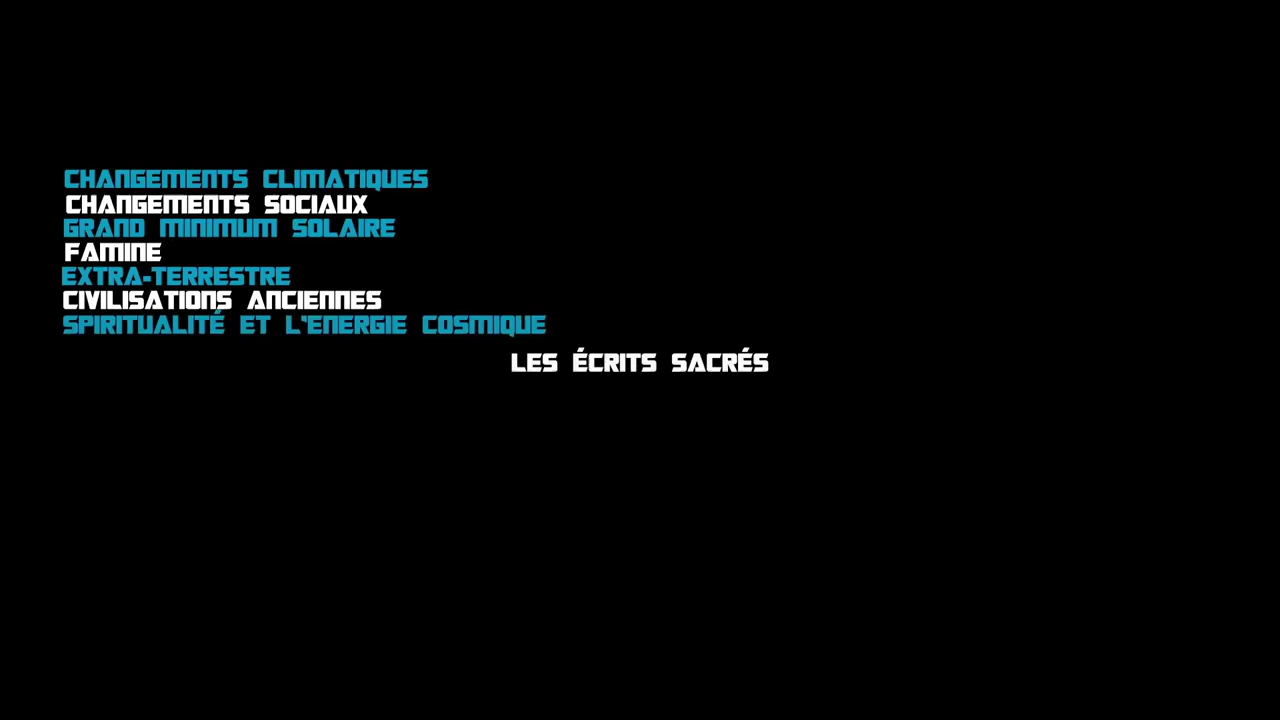 CHANGEMENTS CLIMATIQUES
CHANGEMENTS SOCIAUX
GRAND MINIMUM SOLAIRE
FAMINE
EXTRA-TERRESTRE
CIVILISATIONS ANCIENNES
SPIRITUALITÉ ET L'ENERGIE COSMIQUE
LES ÉCRITS SACRÉS